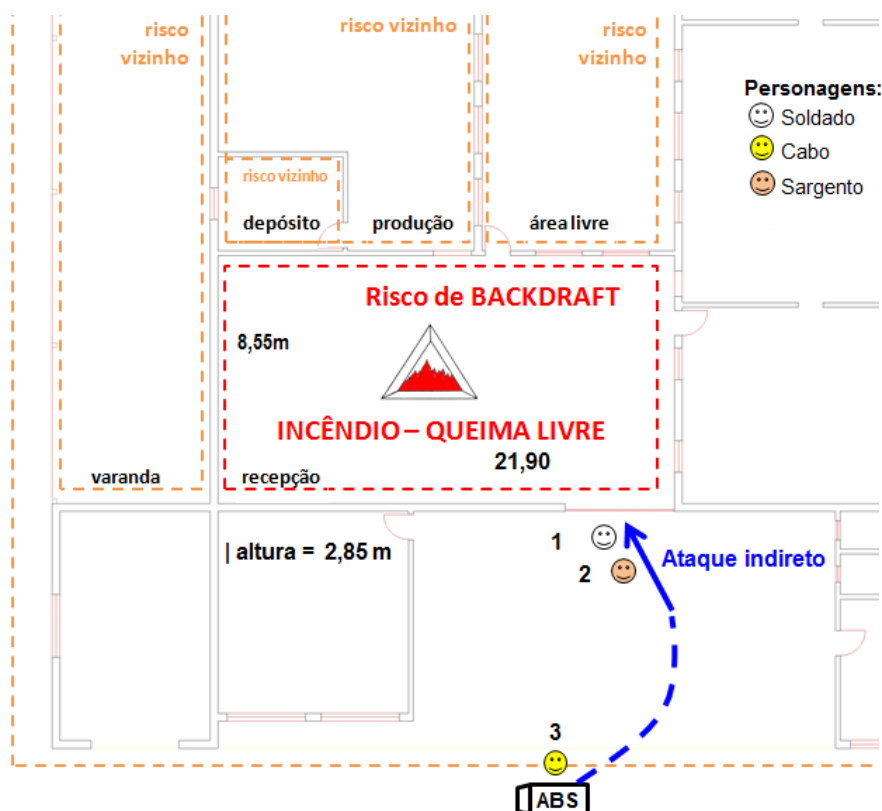 risco
vizinho
risco vizinho
risco
vizinho
Personagens:
Soldado
Cabo
Sargento
risco vizinho
depósito
produção
área livre
Risco de BACKDRAFT
8,55m
INCÊNDIO – QUEIMA LIVRE
21,90
varanda
recepção
| altura = 2,85 m
1
2
Ataque indireto
3
ABS